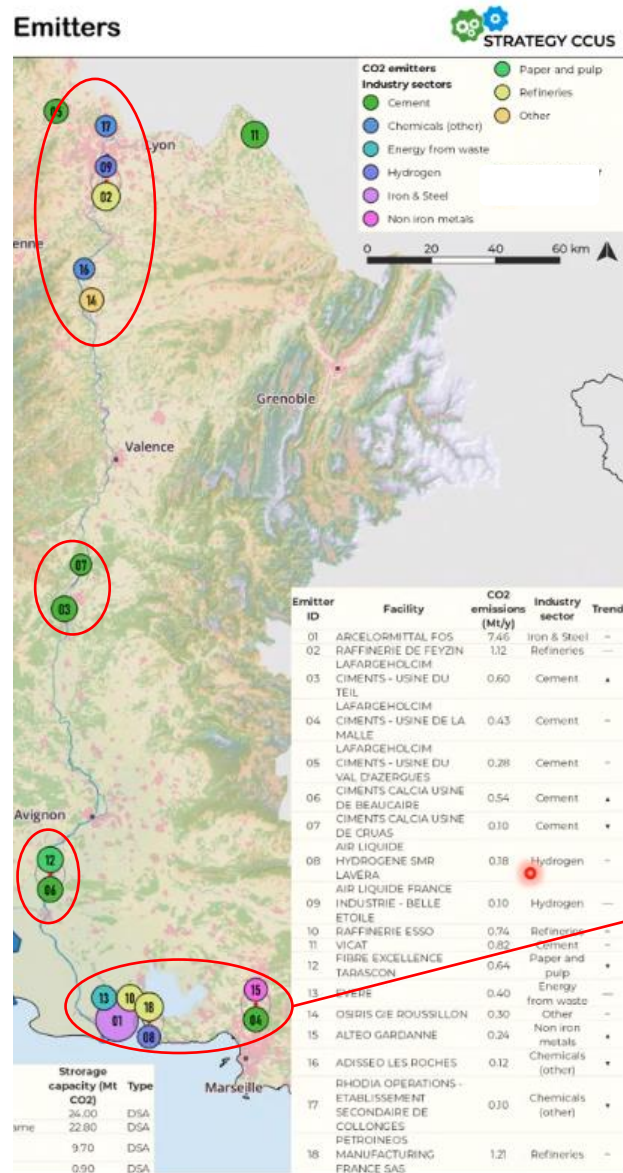 Emitters
STRATEGY CCUS
CO2 emitters
Industry sectors
Cement
Chemicals (other)
Energy from waste
Hydrogen
Iron & Steel
Non iron metals
Paper and pulp
Refineries
Other
0 20 40 60 km
05
17
11
Lyon
09
02
enne
16
14
Grenoble
Valence
07
03
Avignon
12
06
13
10
18
01
08
15
04
Marseille
Emitter ID Facility CO2 emissions (Mt/y) Industry sector Trend
01 ARCELORMITTAL FOS 7.46 Iron & Steel –
02 RAFFINERIE DE FEYZIN 1.12 Refineries —
03 LAFARGEHOLCIM CIMENTS - USINE DU TEIL 0.60 Cement ▴
04 LAFARGEHOLCIM CIMENTS - USINE DE LA MALLE 0.43 Cement –
05 LAFARGEHOLCIM CIMENTS - USINE DU VAL D'AZERGUES 0.28 Cement –
06 CIMENTS CALCIA USINE DE BEAUCAIRE 0.54 Cement ▴
07 CIMENTS CALCIA USINE DE CRUAS 0.10 Cement ▾
08 AIR LIQUIDE HYDROGENE SMR LAVÉRA 0.18 Hydrogen –
09 AIR LIQUIDE FRANCE INDUSTRIE - BELLE ETOILE 0.10 Hydrogen —
10 RAFFINERIE ESSO 0.74 Refineries –
11 VICAT 0.82 Cement –
12 FIBRE EXCELLENCE TARASCON 0.64 Paper and pulp
13 EVERE 0.40 Energy from waste —
14 OSIRIS GIE ROUSSILLON 0.30 Other –
15 ALTEO GARDANNE 0.24 Non iron metals
16 ADISSEO LES ROCHES 0.12 Chemicals (other) ▾
17 RHODIA OPERATIONS - ETABLISSEMENT SECONDAIRE DE COLLONGES 0.10 Chemicals (other)
18 PETROINEOS MANUFACTURING FRANCE SAS 1.21 Refineries –
Strorage capacity (Mt CO2) Type
24.00 DSA
ame 22.80 DSA
9.70 DSA
0.90 DSA